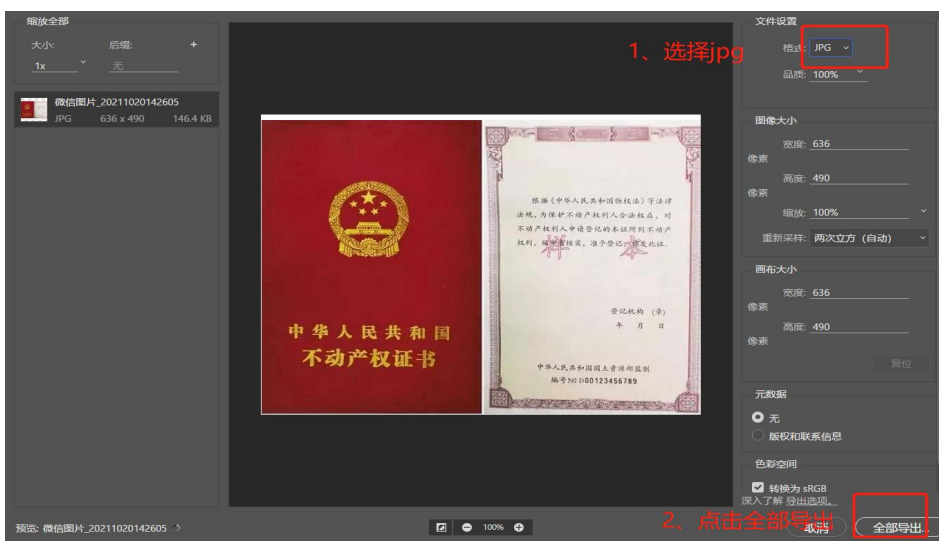 缩放全部
大小: 后缀: +
1x 无
微信图片_20211020142605
JPG 636 x 490 146.4 KB
中华人民共和国
不动产权证书
根据《中华人民共和国物权法》等法律
法规，为保护不动产权利人合法权益，对
不动产权利人申请登记的本证所列不动产
权利，经审查核实，准予登记，颁发此证。
样本
登记机构 (章)
年 月 日
中华人民共和国国土资源部监制
编号NO D00123456789
1、选择jpg
文件设置
格式: JPG
品质: 100%
图像大小
宽度: 636
像素
高度: 490
像素
缩放: 100%
重新采样: 两次立方 (自动)
画布大小
宽度: 636
像素
高度: 490
像素
复位
元数据
无
版权和联系信息
色彩空间
转换为 sRGB
深入了解 导出选项。
预览: 微信图片_20211020142605
100%
2、点击全部导出
取消
全部导出...